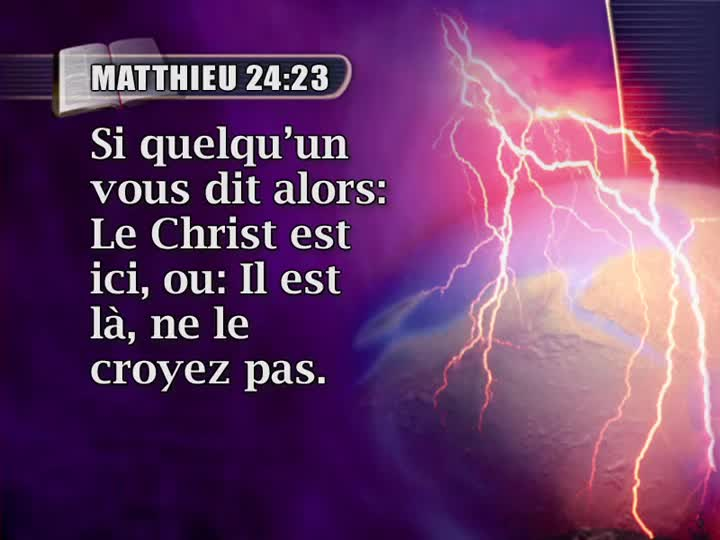 MATTHIEU 24:23
Si quelqu’un
vous dit alors:
Le Christ est
ici, ou: Il est
là, ne le
croyez pas.